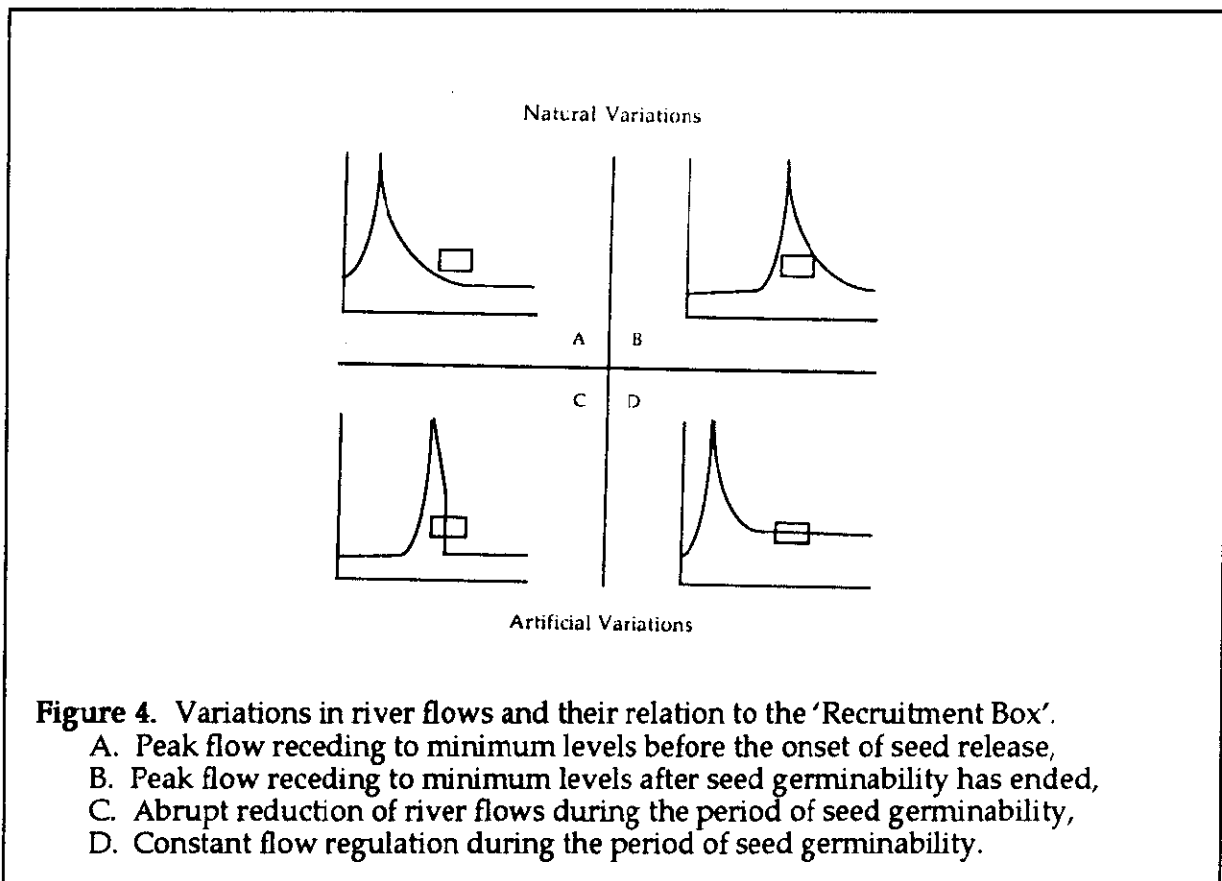 Natural Variations
A B
C D
Artificial Variations
Figure 4. Variations in river flows and their relation to the 'Recruitment Box'.
A. Peak flow receding to minimum levels before the onset of seed release,
B. Peak flow receding to minimum levels after seed germinability has ended,
C. Abrupt reduction of river flows during the period of seed germinability,
D. Constant flow regulation during the period of seed germinability.